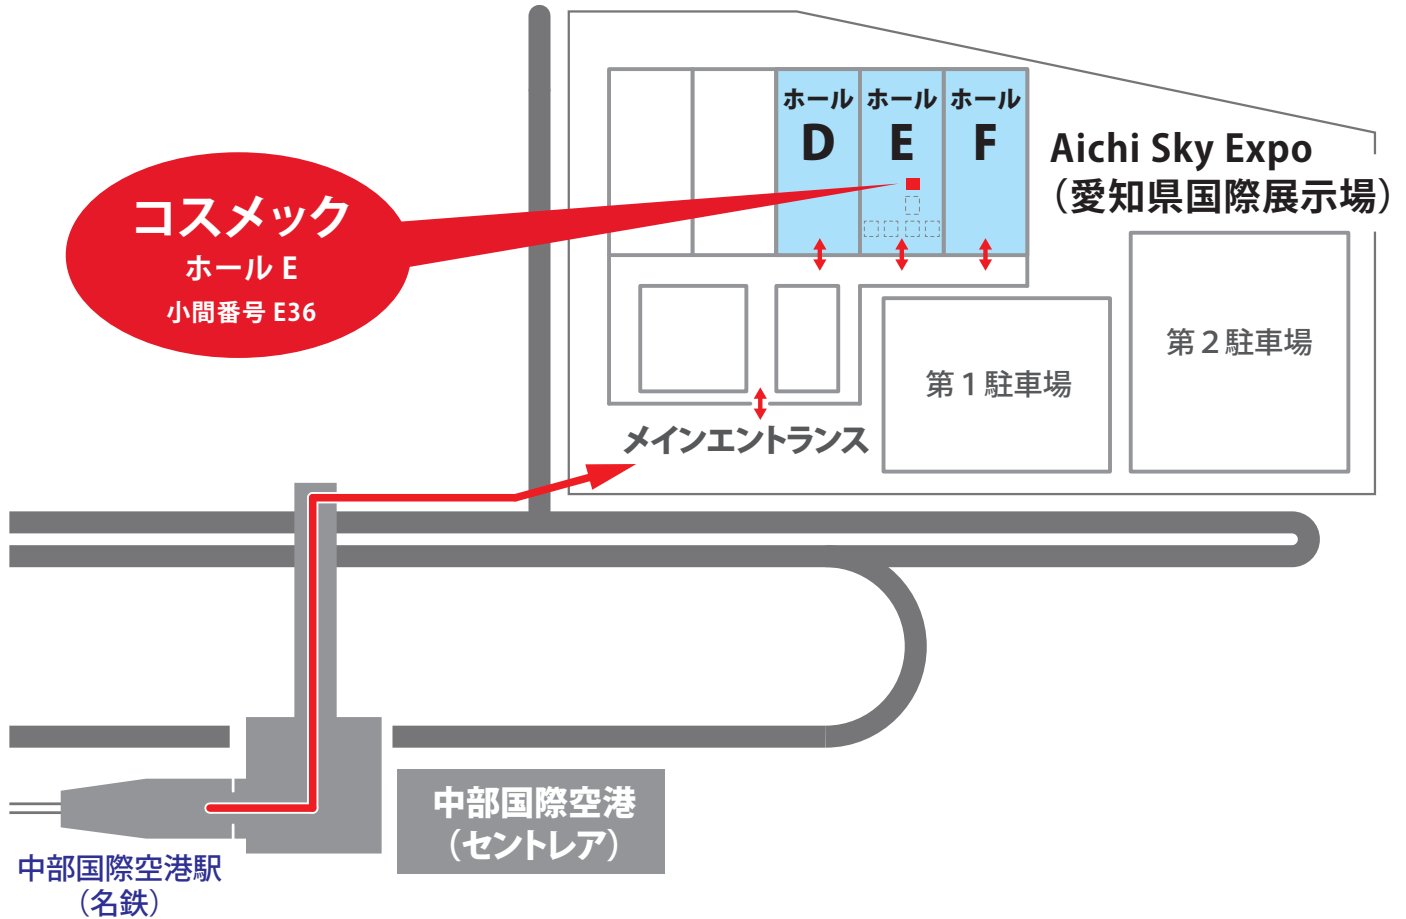 ホール
D
ホール
E
ホール
F
Aichi Sky Expo
（愛知県国際展示場）
コスメック
ホール E
小間番号 E36
第２駐車場
第１駐車場
メインエントランス
中部国際空港
（セントレア）
中部国際空港駅
（名鉄）